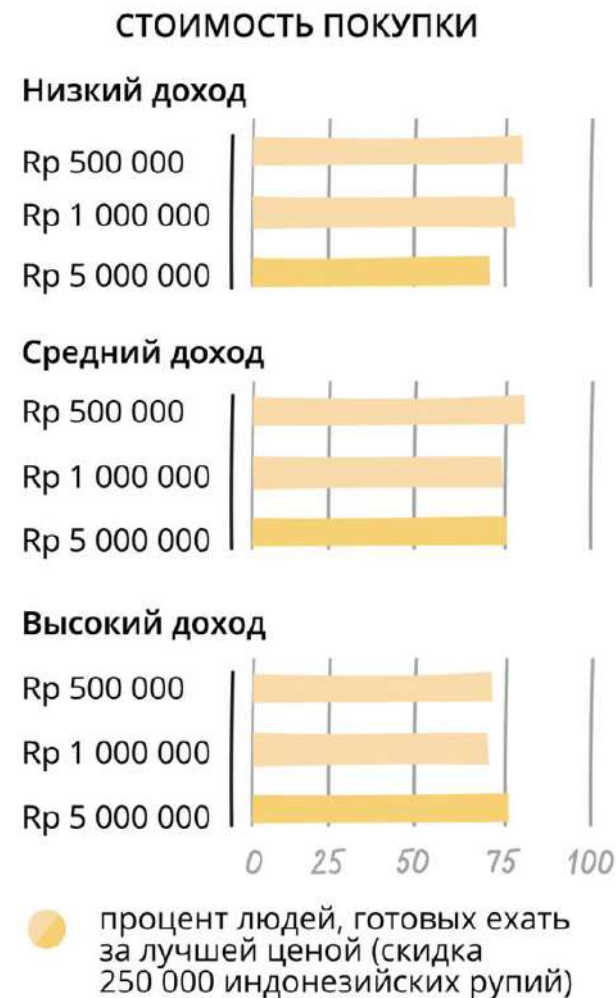 СТОИМОСТЬ ПОКУПКИ
Низкий доход
Rp 500 000
Rp 1 000 000
Rp 5 000 000
Средний доход
Rp 500 000
Rp 1 000 000
Rp 5 000 000
Высокий доход
Rp 500 000
Rp 1 000 000
Rp 5 000 000
0 25 50 75 100
процент людей, готовых ехать
за лучшей ценой (скидка
250 000 индонезийских рупий)